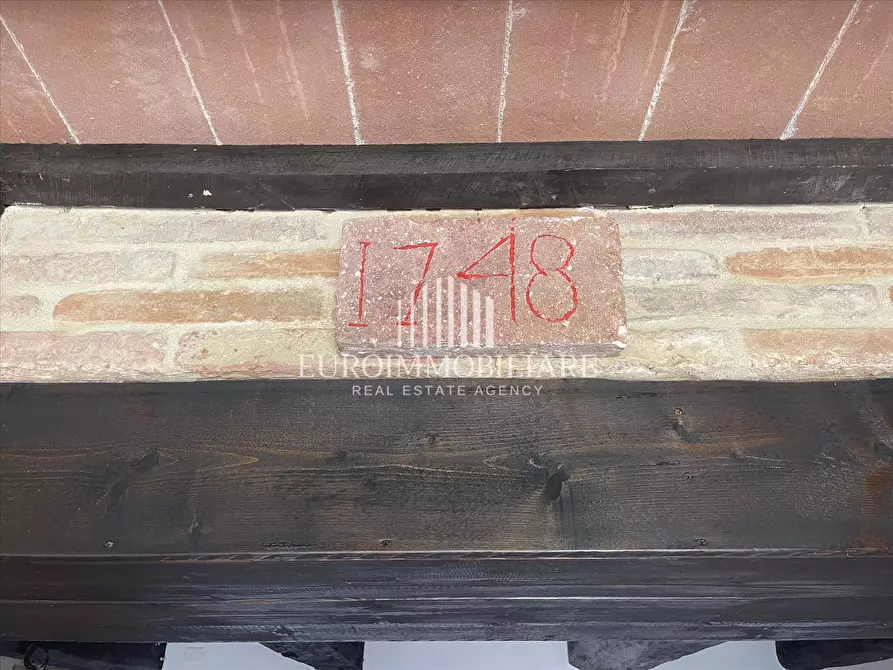 1748
EUROIMMOBILIARE
REAL ESTATE AGENCY